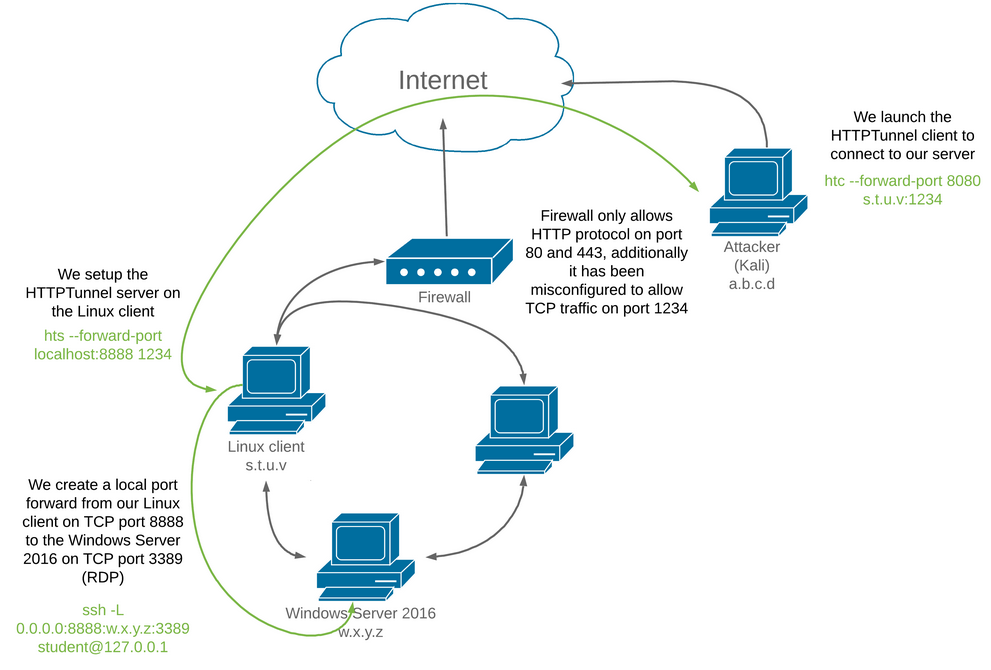 Internet
We launch the
HTTPTunnel client to
connect to our server
htc --forward-port 8080
s.t.u.v:1234
Attacker
(Kali)
a.b.c.d
Firewall only allows
HTTP protocol on port
80 and 443, additionally
it has been
misconfigured to allow
TCP traffic on port 1234
Firewall
We setup the
HTTPTunnel server on
the Linux client
hts --forward-port
localhost:8888 1234
Linux client
s.t.u.v
We create a local port
forward from our Linux
client on TCP port 8888
to the Windows Server
2016 on TCP port 3389
(RDP)
ssh -L
0.0.0.0:8888:w.x.y.z:3389
student@127.0.0.1
Windows Server 2016
w.x.y.z